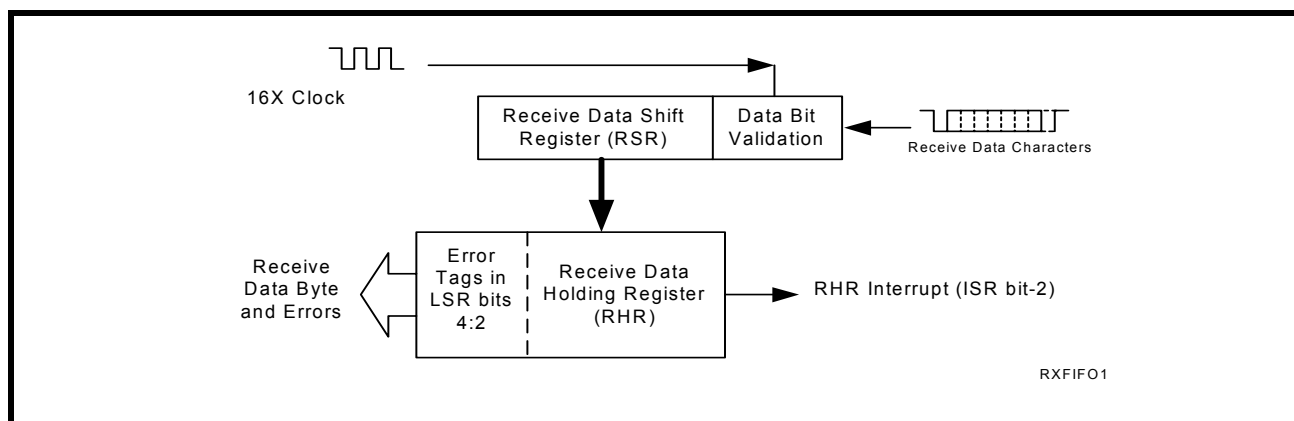 16X Clock
Receive Data Shift
Register (RSR)
Data Bit
Validation
Receive Data Characters
Receive
Data Byte
and Errors
Error
Tags in
LSR bits
4:2
Receive Data
Holding Register
(RHR)
RHR Interrupt (ISR bit-2)
RXFIFO1